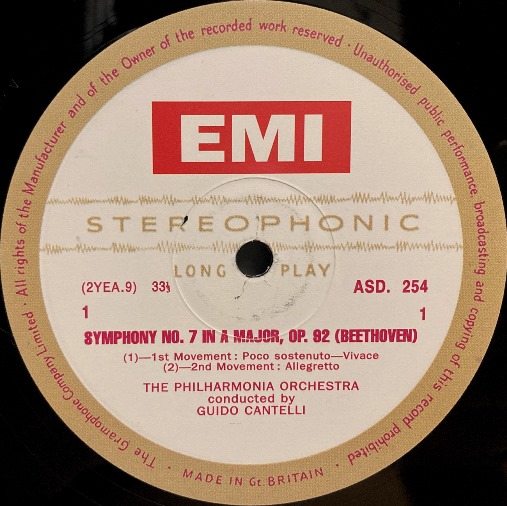 The Gramophone Company Limited · All rights of the Manufacturer and of the Owner of the recorded work reserved · Unauthorised public performance, broadcasting and copying of this record prohibited ·
EMI
STEREOPHONIC
LONG PLAY
(2YEA.9) 33⅓ ASD. 254
1 1
SYMPHONY NO. 7 IN A MAJOR, OP. 92 (BEETHOVEN)
(1)—1st Movement: Poco sostenuto—Vivace
(2)—2nd Movement: Allegretto
THE PHILHARMONIA ORCHESTRA
conducted by
GUIDO CANTELLI
MADE IN Gt. BRITAIN